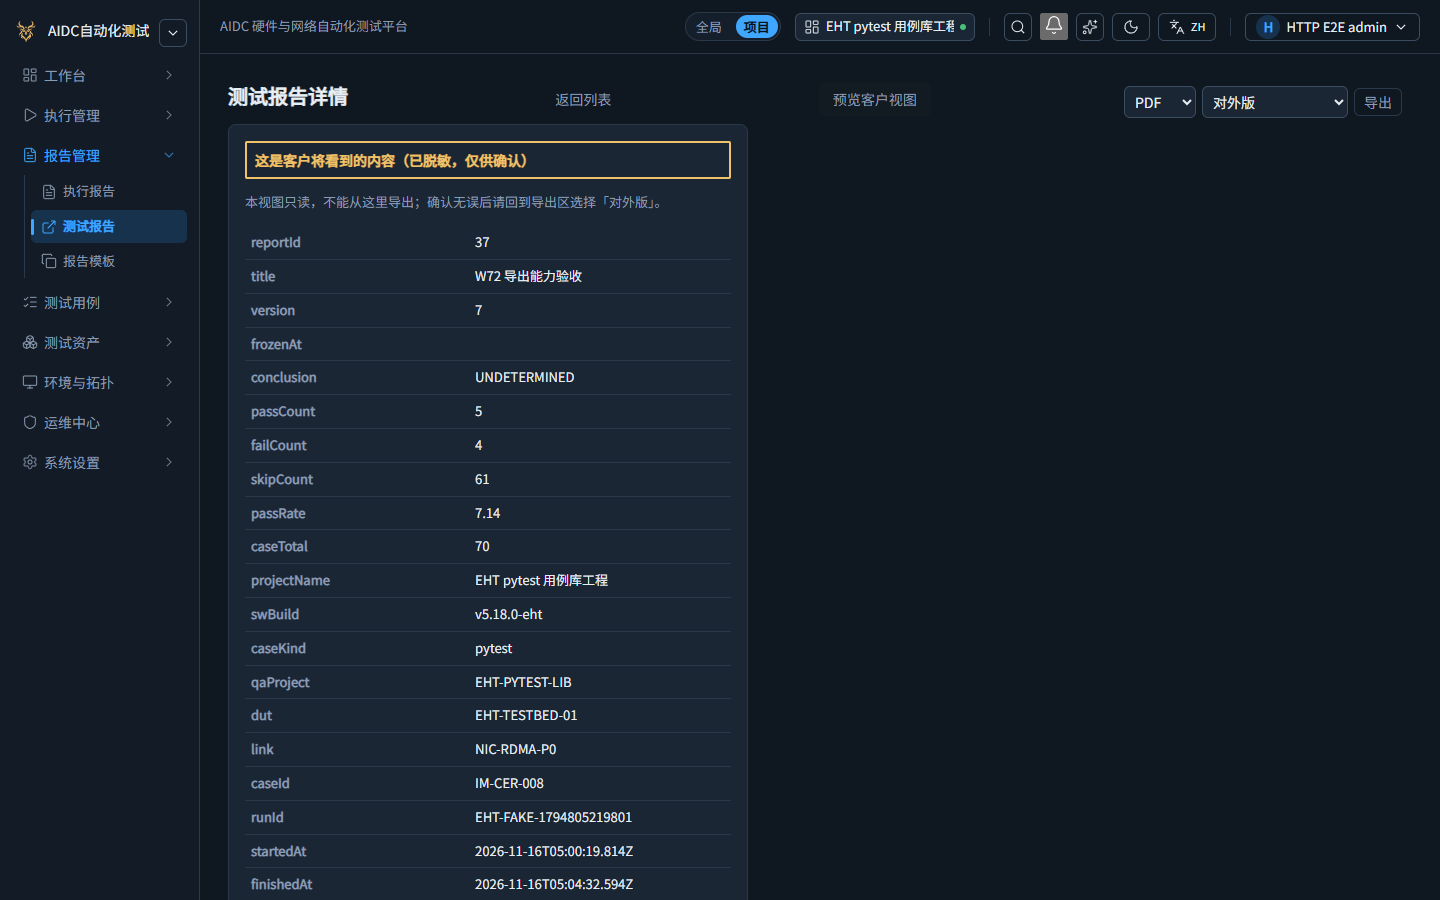 AIDC自动化测试
AIDC 硬件与网络自动化测试平台
全局
项目
EHT pytest 用例库工程
ZH
H
HTTP E2E admin
工作台
执行管理
报告管理
执行报告
测试报告
报告模板
测试用例
测试资产
环境与拓扑
运维中心
系统设置
测试报告详情
返回列表
预览客户视图
PDF
对外版
导出
这是客户将看到的内容（已脱敏，仅供确认）
本视图只读，不能从这里导出；确认无误后请回到导出区选择「对外版」。
reportId 37
title W72 导出能力验收
version 7
frozenAt
conclusion UNDETERMINED
passCount 5
failCount 4
skipCount 61
passRate 7.14
caseTotal 70
projectName EHT pytest 用例库工程
swBuild v5.18.0-eht
caseKind pytest
qaProject EHT-PYTEST-LIB
dut EHT-TESTBED-01
link NIC-RDMA-P0
caseId IM-CER-008
runId EHT-FAKE-1794805219801
startedAt 2026-11-16T05:00:19.814Z
finishedAt 2026-11-16T05:04:32.594Z